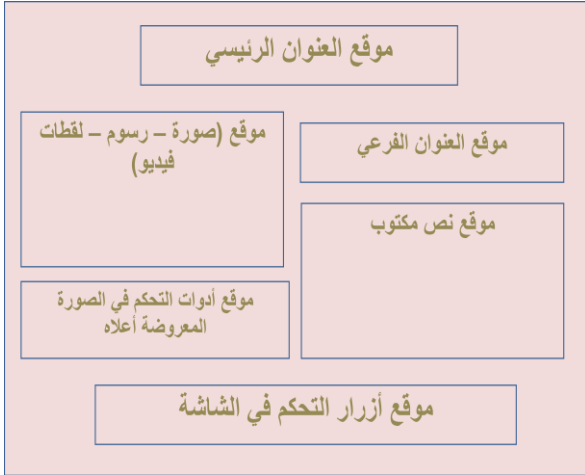 موقع العنوان الرئيسي
موقع العنوان الفرعي
موقع (صورة – رسوم – لقطات
فيديو)
موقع نص مكتوب
موقع أدوات التحكم في الصورة
المعروضة أعلاه
موقع أزرار التحكم في الشاشة